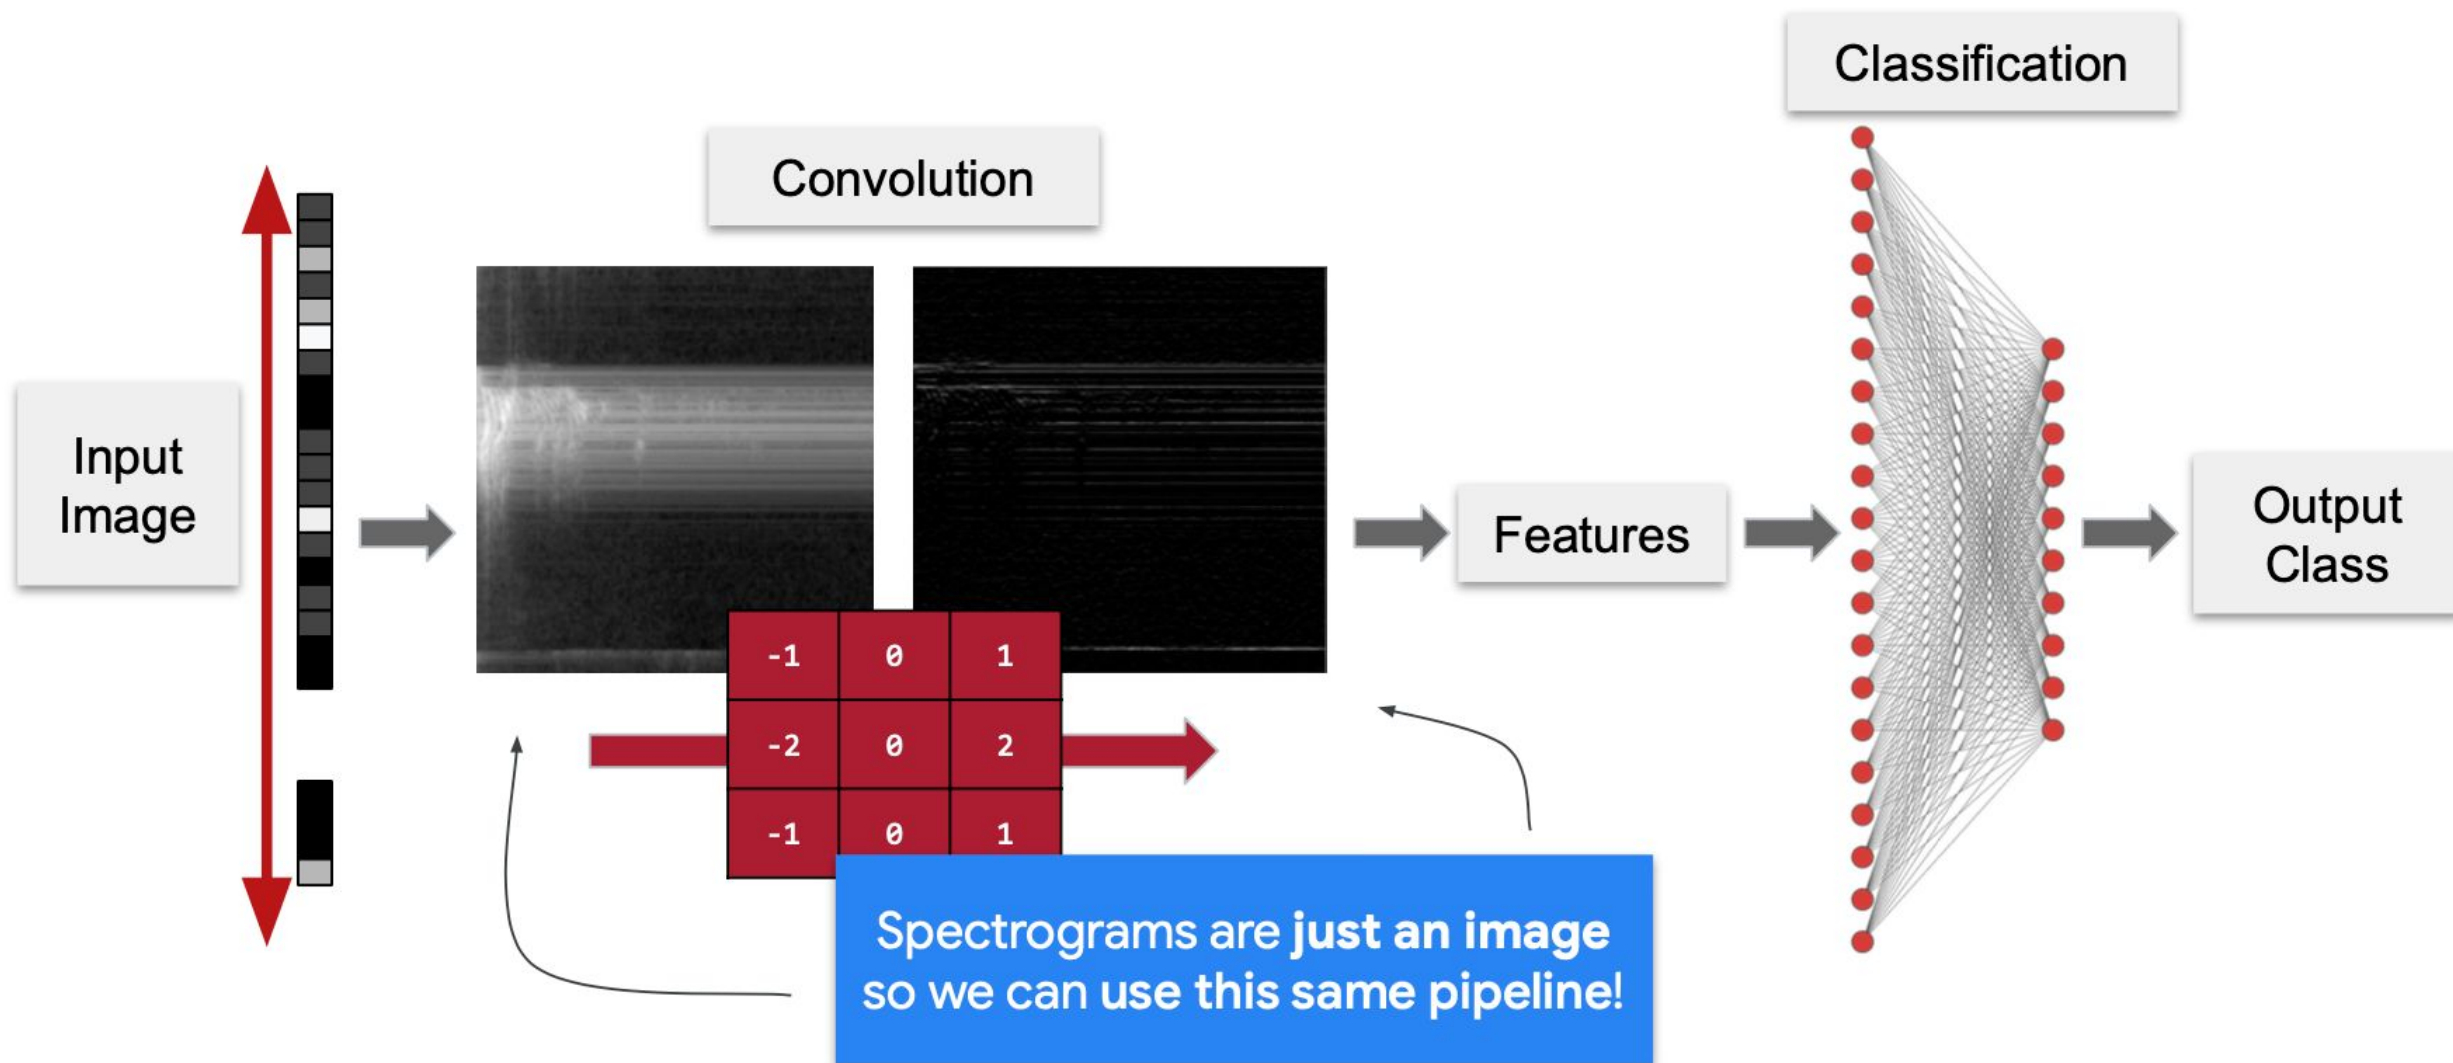 Classification
Convolution
Input
Image
Features
Output
Class
-1 0 1
-2 0 2
-1 0 1
Spectrograms are just an image
so we can use this same pipeline!